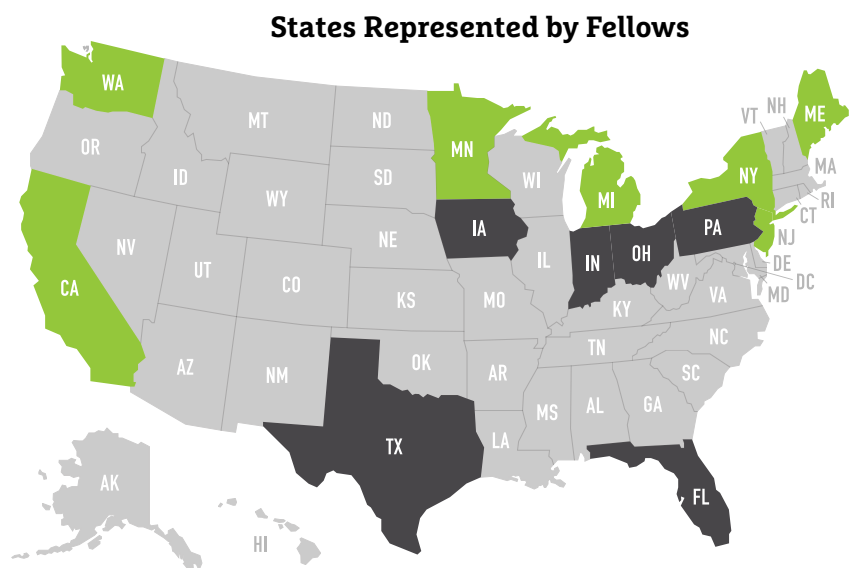 States Represented by Fellows
WA
MT
ND
MN
VT
NH
ME
OR
ID
SD
WI
MI
NY
MA
RI
CT
WY
IA
PA
NJ
NV
NE
IL
IN
OH
DE
DC
MD
UT
CO
KS
MO
WV
VA
KY
CA
AZ
NM
OK
AR
TN
NC
SC
MS
AL
GA
TX
LA
FL
AK
HI